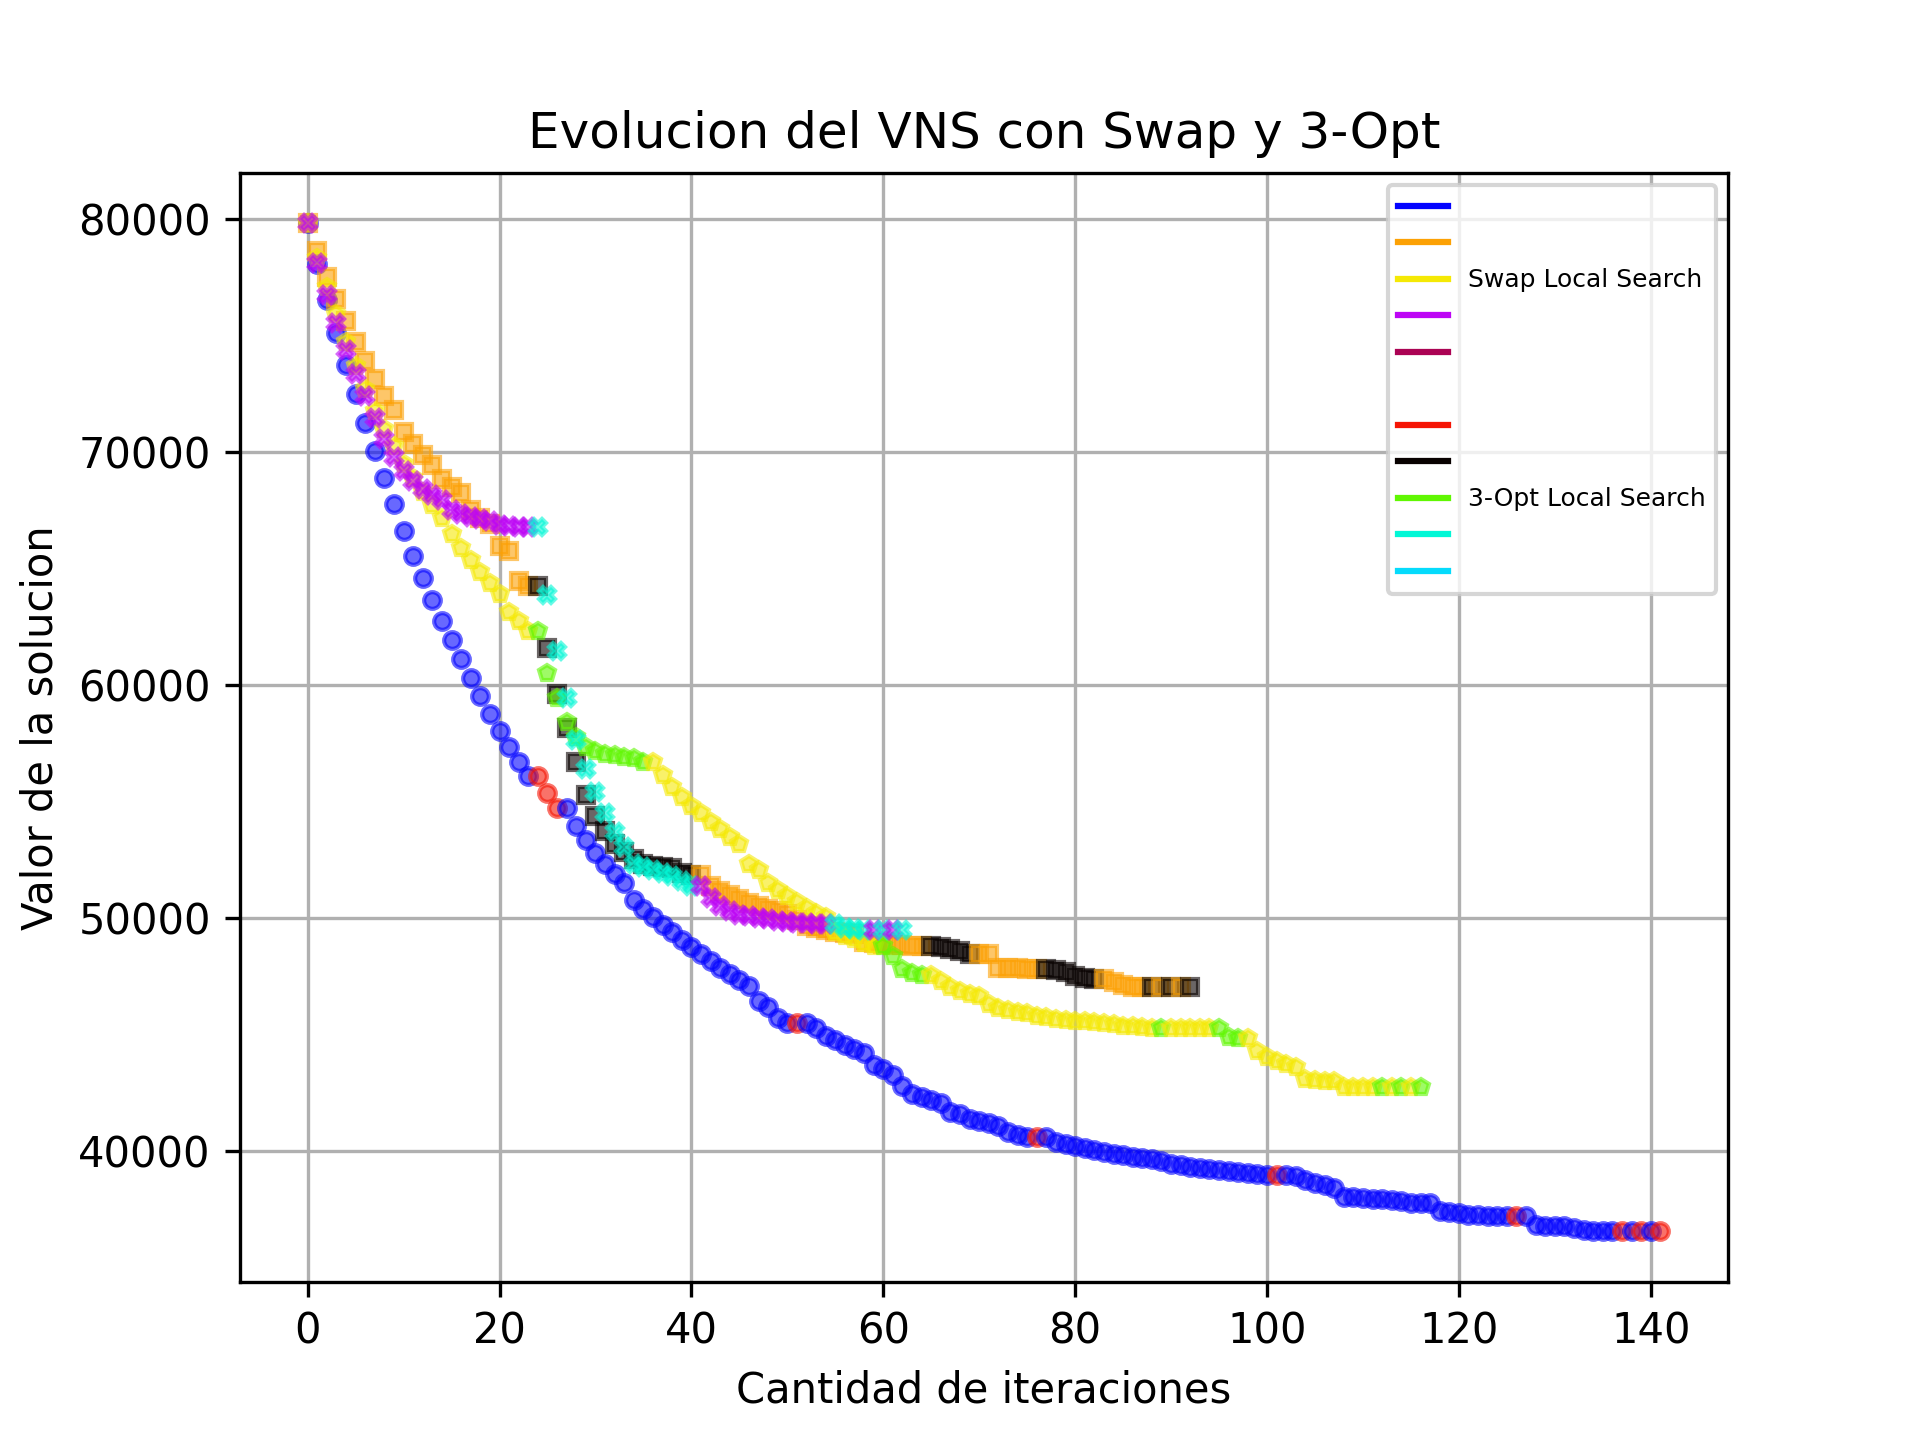 Evolucion del VNS con Swap y 3-Opt
Valor de la solucion
80000
70000
60000
50000
40000
Swap Local Search
3-Opt Local Search
0 20 40 60 80 100 120 140
Cantidad de iteraciones